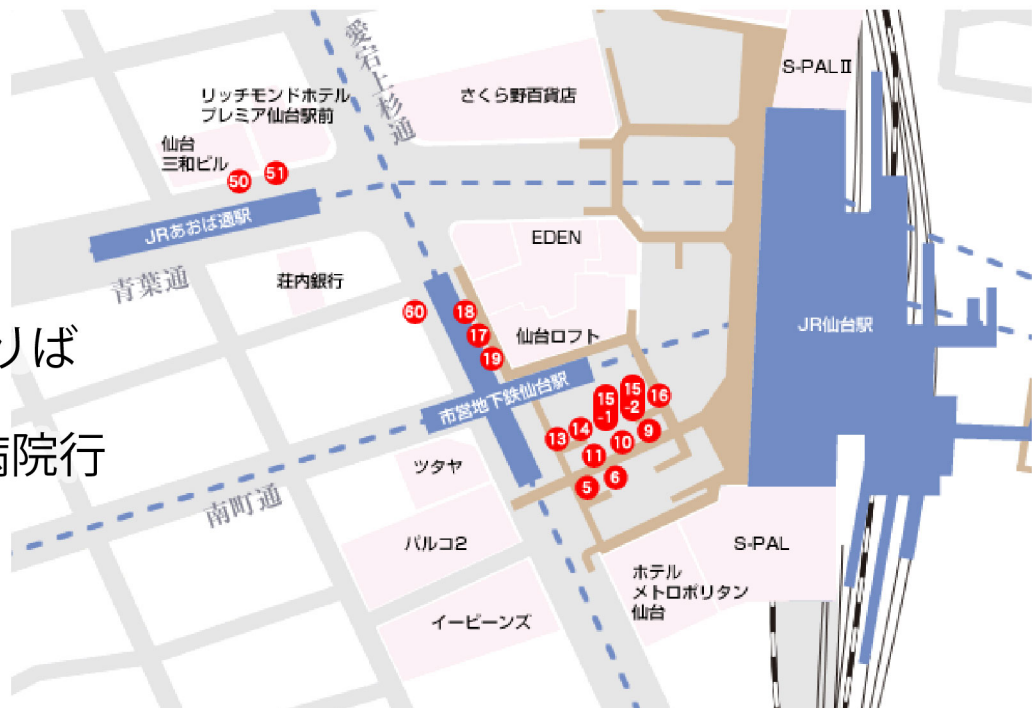 愛宕上杉通
S-PALⅡ
さくら野百貨店
リッチモンドホテル
プレミア仙台駅前
仙台
三和ビル
50
51
JRあおば通駅
青葉通
EDEN
荘内銀行
60
18
17
19
仙台ロフト
JR仙台駅
りば
病院行
市営地下鉄仙台駅
15
-1
15
-2
16
14
13
9
10
11
6
5
ツタヤ
南町通
パルコ2
S-PAL
ホテル
メトロポリタン
仙台
イービーンズ